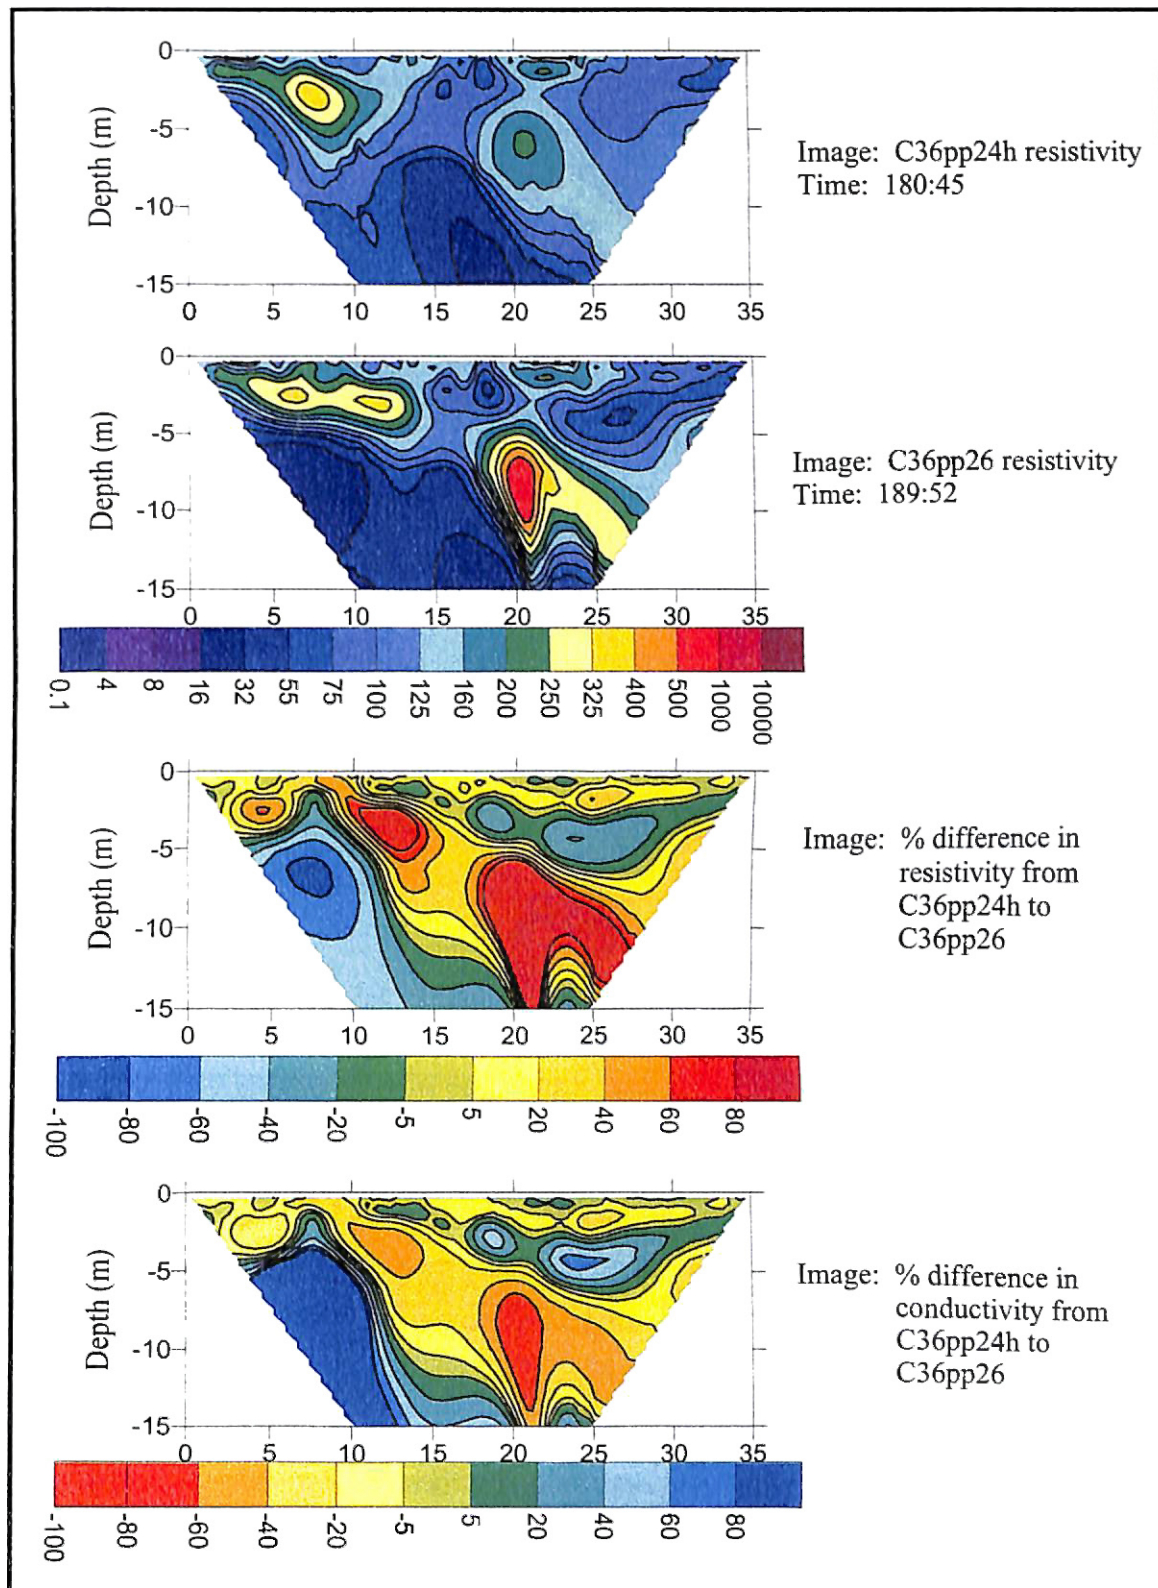 0
-5
-10
-15
Depth (m)
0 5 10 15 20 25 30 35
Image: C36pp24h resistivity
Time: 180:45
0
-5
-10
-15
Depth (m)
0 5 10 15 20 25 30 35
Image: C36pp26 resistivity
Time: 189:52
0.1 4 8 16 32 55 75 100 125 160 200 250 325 400 500 1000 10000
0
-5
-10
-15
Depth (m)
0 5 10 15 20 25 30 35
Image: % difference in
resistivity from
C36pp24h to
C36pp26
-100 -80 -60 -40 -20 -5 5 20 40 60 80
0
-5
-10
-15
Depth (m)
0 5 10 15 20 25 30 35
Image: % difference in
conductivity from
C36pp24h to
C36pp26
-100 -80 -60 -40 -20 -5 5 20 40 60 80